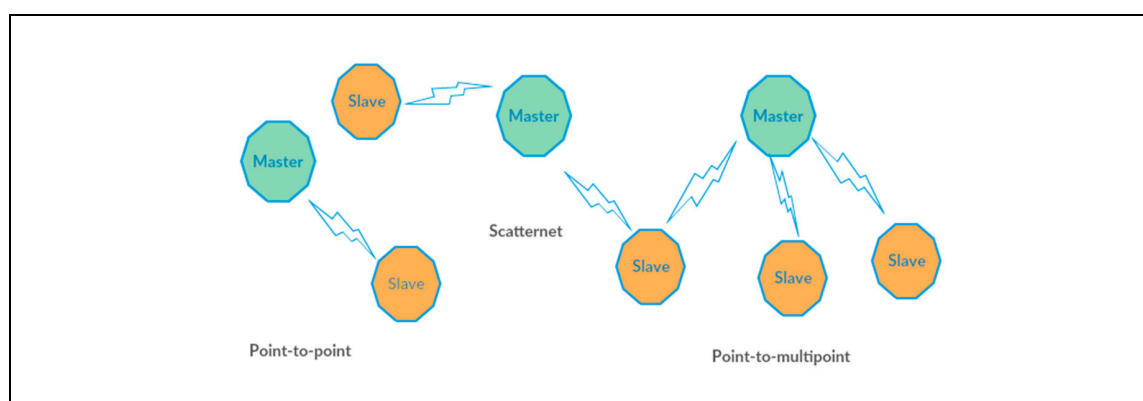 Slave
Master
Master
Master
Slave
Scatternet
Slave
Slave
Slave
Point-to-point
Point-to-multipoint